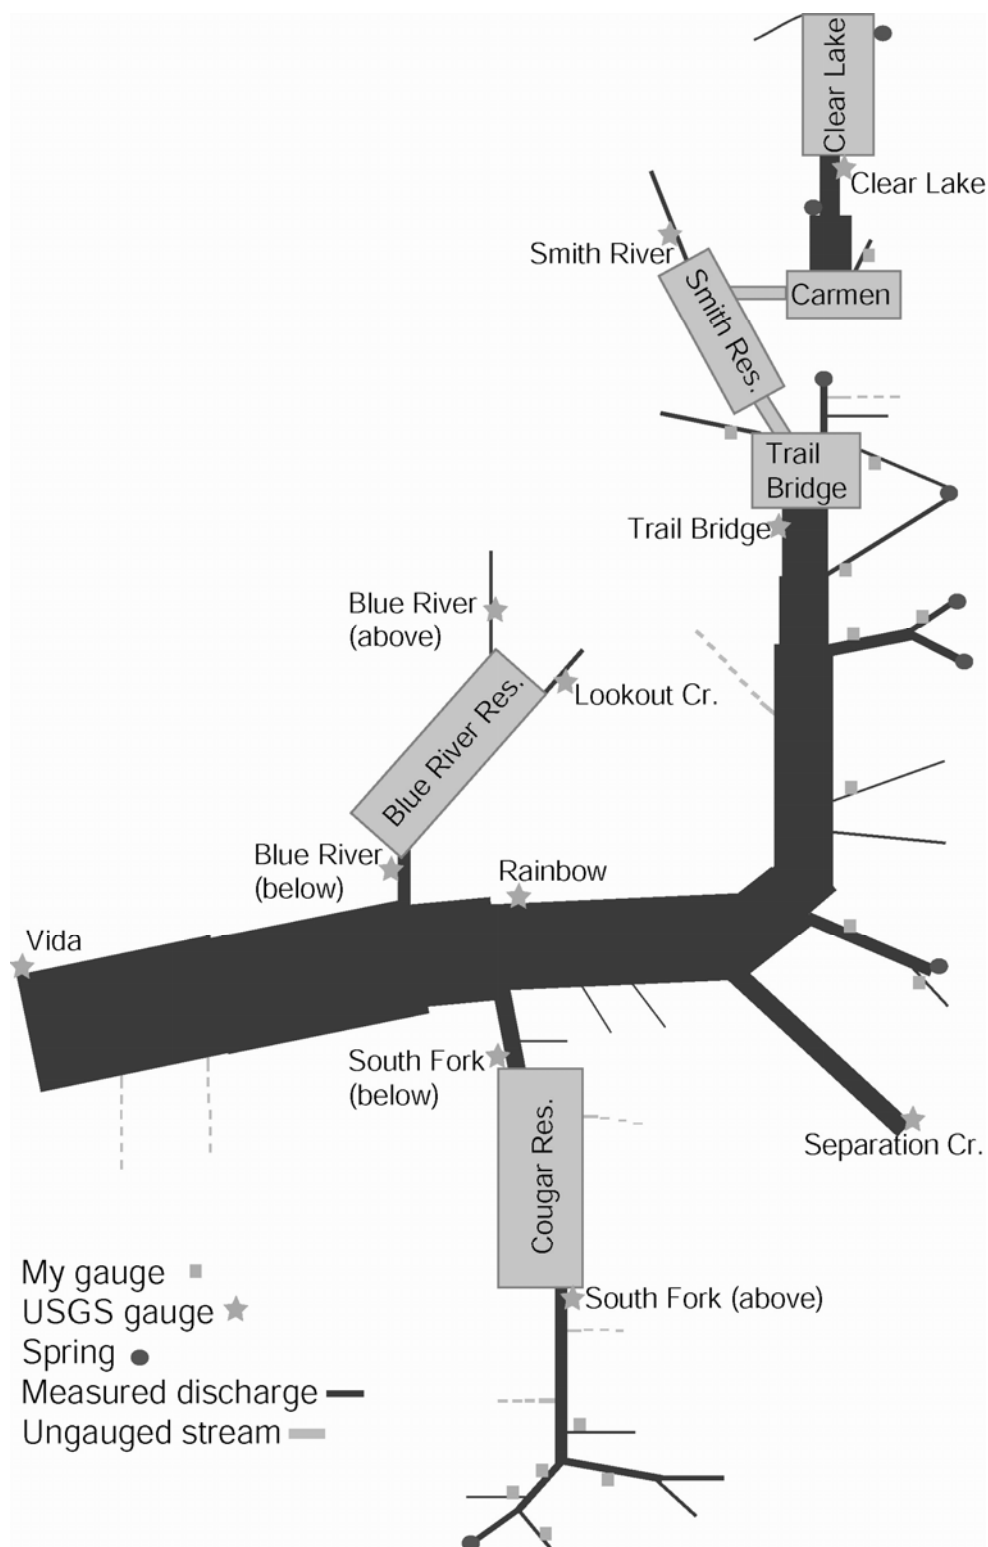 Clear Lake
Clear Lake
Smith River
Smith Res.
Carmen
Trail
Bridge
Trail Bridge
Blue River
(above)
Lookout Cr.
Blue River Res.
Blue River
(below)
Rainbow
Vida
South Fork
(below)
Cougar Res.
Separation Cr.
South Fork (above)
My gauge
USGS gauge
Spring
Measured discharge
Ungauged stream